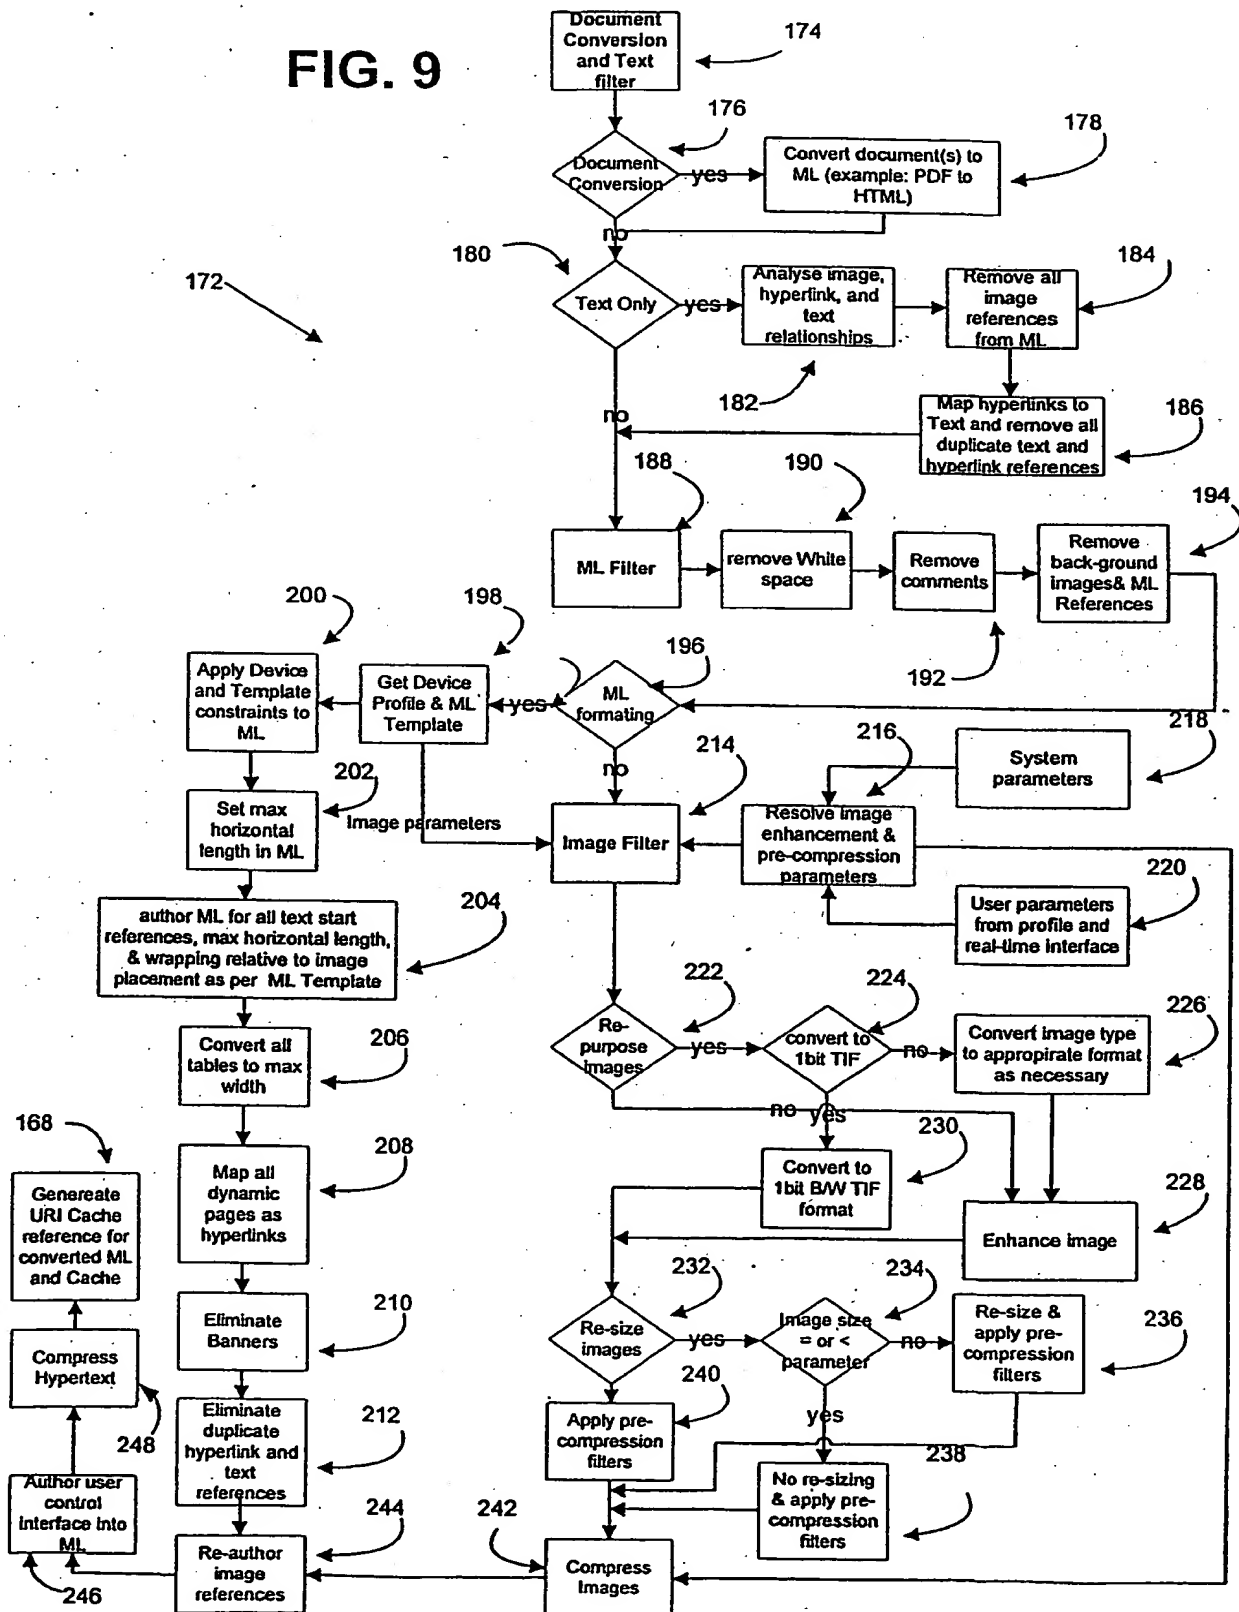 FIG. 9
Document
Conversion
and Text
filter
174
176
Document
Conversion
yes
Convert document(s) to
ML (example: PDF to
HTML)
178
no
180
Text Only
yes
Analyse image,
hyperlink, and
text
relationships
182
Remove all
image
references
from ML
184
172
no
Map hyperlinks to
Text and remove all
duplicate text and
hyperlink references
186
188
ML Filter
190
remove White
space
Remove
comments
192
Remove
back-ground
images& ML
References
194
196
ML
formating
yes
198
Get Device
Profile & ML
Template
200
Apply Device
and Template
constraints to
ML
no
202
Set max
horizontal
length in ML
Image parameters
214
Image Filter
216
Resolve image
enhancement &
pre-compression
parameters
218
System
parameters
220
User parameters
from profile and
real-time interface
204
author ML for all text start
references, max horizontal length,
& wrapping relative to image
placement as per ML Template
222
Re-
purpose
images
yes
224
convert to
1bit TIF
no
226
Convert image type
to appropirate format
as necessary
no
yes
206
Convert all
tables to max
width
230
Convert to
1bit B/W TIF
format
228
Enhance image
168
Genereate
URI Cache
reference for
converted ML
and Cache
208
Map all
dynamic
pages as
hyperlinks
232
Re-size
images
yes
234
Image size
= or <
parameter
no
236
Re-size &
apply pre-
compression
filters
210
Eliminate
Banners
Compress
Hypertext
248
240
Apply pre-
compression
filters
yes
238
No re-sizing
& apply pre-
compression
filters
212
Eliminate
duplicate
hyperlink and
text
references
Author user
control
interface into
ML
246
244
Re-author
image
references
242
Compress
Images